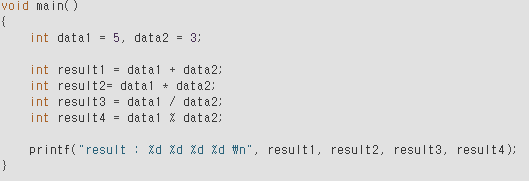 void main()
{
int data1 = 5, data2 = 3;
int result1 = data1 + data2;
int result2= data1 * data2;
int result3 = data1 / data2;
int result4 = data1 % data2;
printf("result : %d %d %d %d ₩n", result1, result2, result3, result4);
}